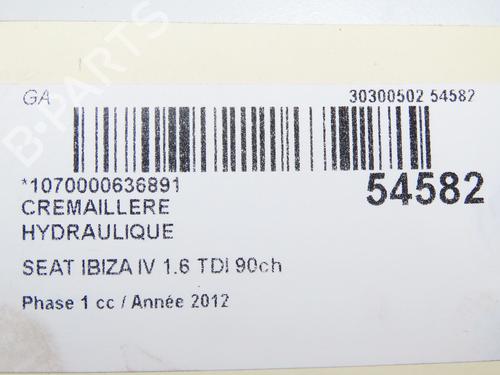 GA 30300502 54582
*1070000636891 54582
CREMAILLERE
HYDRAULIQUE
SEAT IBIZA IV 1.6 TDI 90ch
Phase 1 cc / Année 2012
B-PARTS